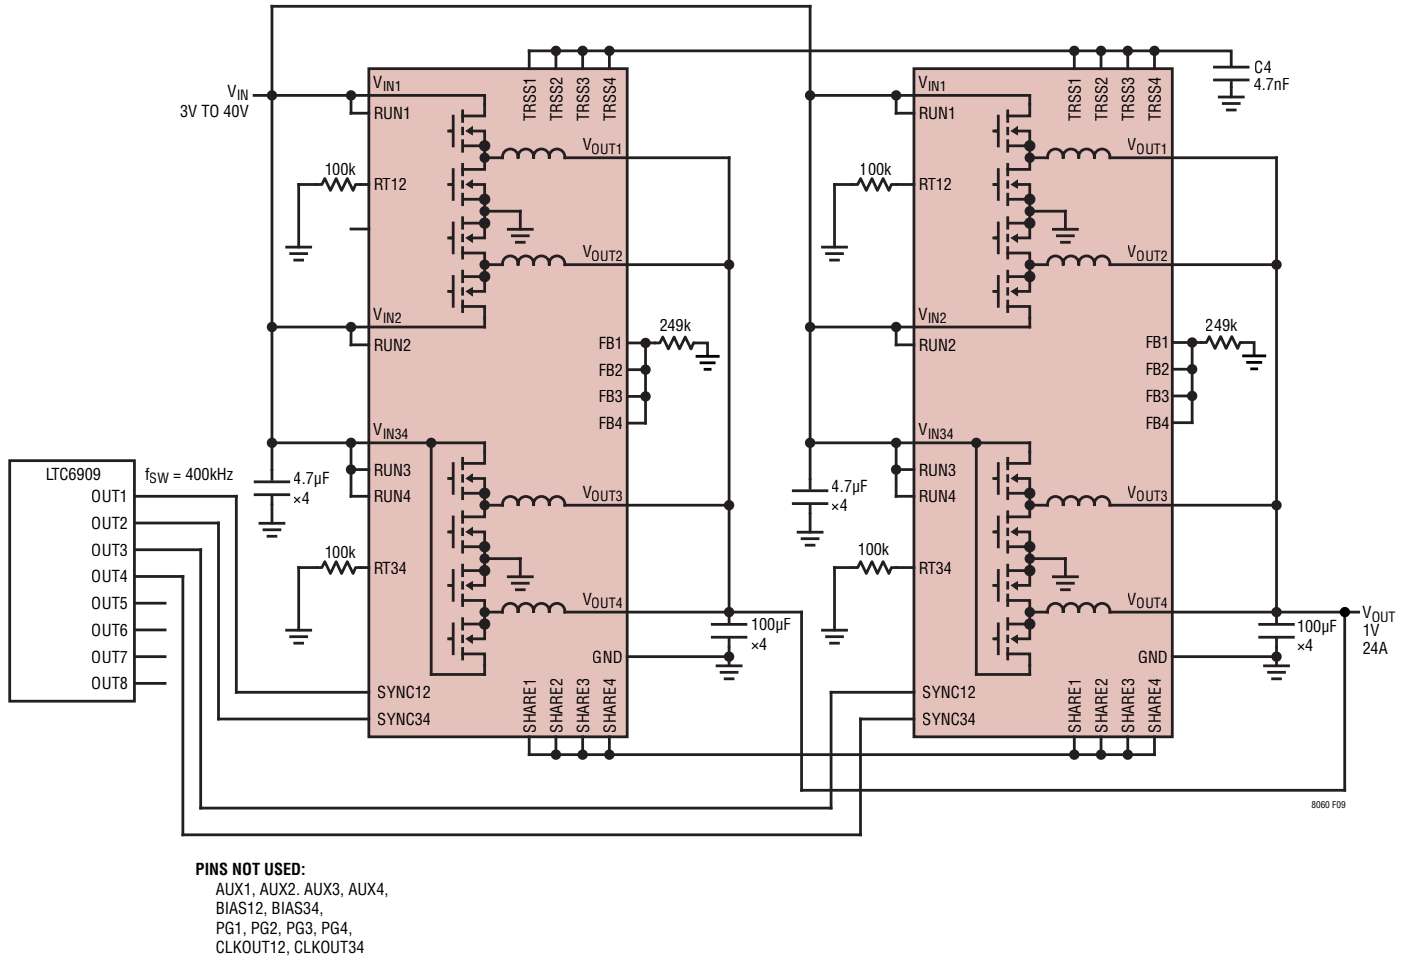 TRSS1
TRSS2
TRSS3
TRSS4
TRSS1
TRSS2
TRSS3
TRSS4
C4
4.7nF
VIN
3V TO 40V
VIN1
RUN1
VOUT1
100k
RT12
VOUT2
VIN2
RUN2
FB1
249k
FB2
FB3
FB4
VIN34
RUN3
RUN4
4.7µF
×4
VOUT3
100k
RT34
VOUT4
100µF
×4
GND
SYNC12
SYNC34
SHARE1
SHARE2
SHARE3
SHARE4
VIN1
RUN1
VOUT1
100k
RT12
VOUT2
VIN2
RUN2
FB1
249k
FB2
FB3
FB4
VIN34
RUN3
RUN4
4.7µF
×4
VOUT3
100k
RT34
VOUT4
100µF
×4
GND
SYNC12
SYNC34
SHARE1
SHARE2
SHARE3
SHARE4
VOUT
1V
24A
LTC6909
fSW = 400kHz
OUT1
OUT2
OUT3
OUT4
OUT5
OUT6
OUT7
OUT8
8060 F09
PINS NOT USED:
AUX1, AUX2. AUX3, AUX4,
BIAS12, BIAS34,
PG1, PG2, PG3, PG4,
CLKOUT12, CLKOUT34